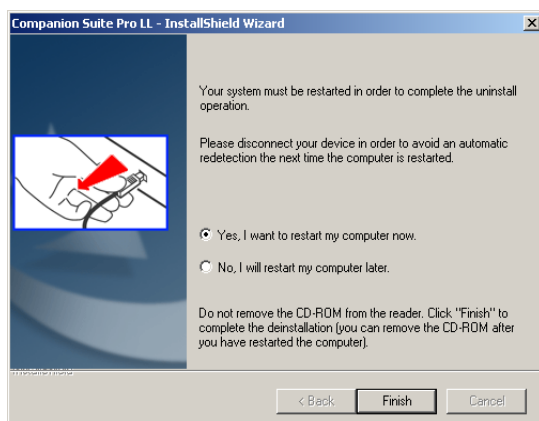 Companion Suite Pro LL - InstallShield Wizard
Your system must be restarted in order to complete the uninstall
operation.
Please disconnect your device in order to avoid an automatic
redetection the next time the computer is restarted.
Yes, I want to restart my computer now.
No, I will restart my computer later.
Do not remove the CD-ROM from the reader. Click "Finish" to
complete the deinstallation (you can remove the CD-ROM after
you have restarted the computer).
InstallShield
< Back Finish Cancel